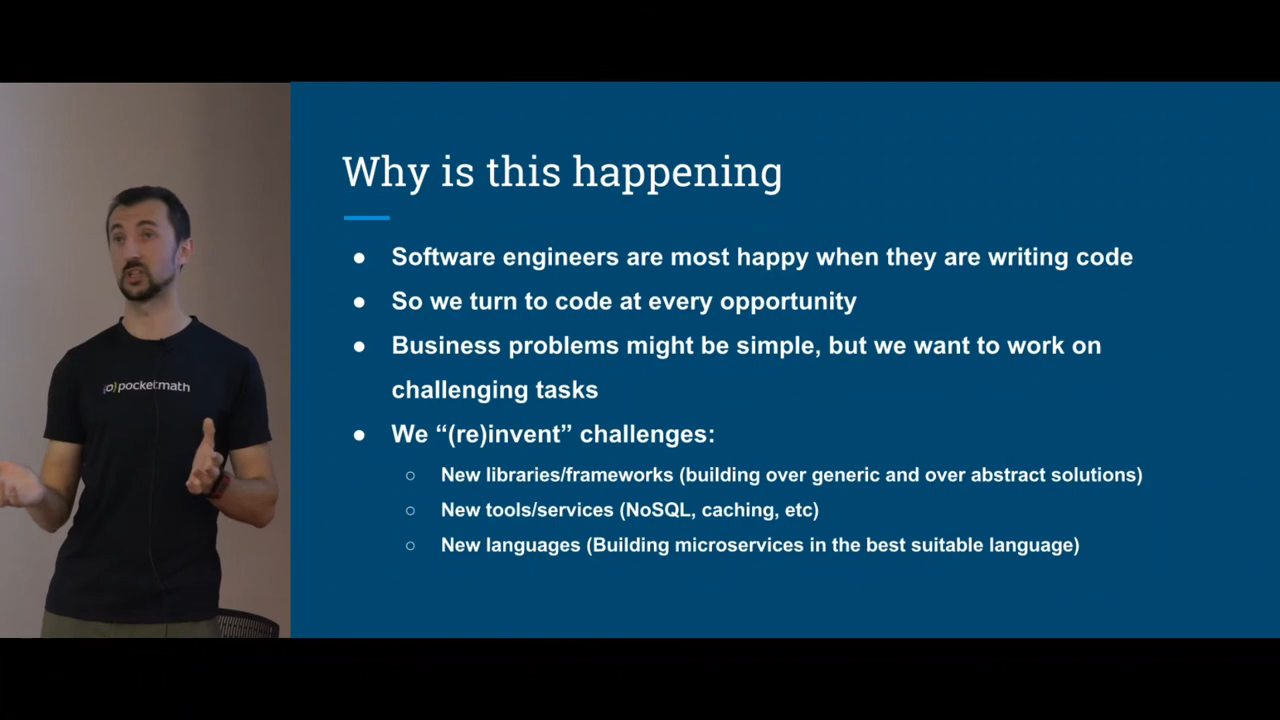 Why is this happening
● Software engineers are most happy when they are writing code
● So we turn to code at every opportunity
● Business problems might be simple, but we want to work on
challenging tasks
● We “(re)invent” challenges:
○ New libraries/frameworks (building over generic and over abstract solutions)
○ New tools/services (NoSQL, caching, etc)
○ New languages (Building microservices in the best suitable language)
pocketmath